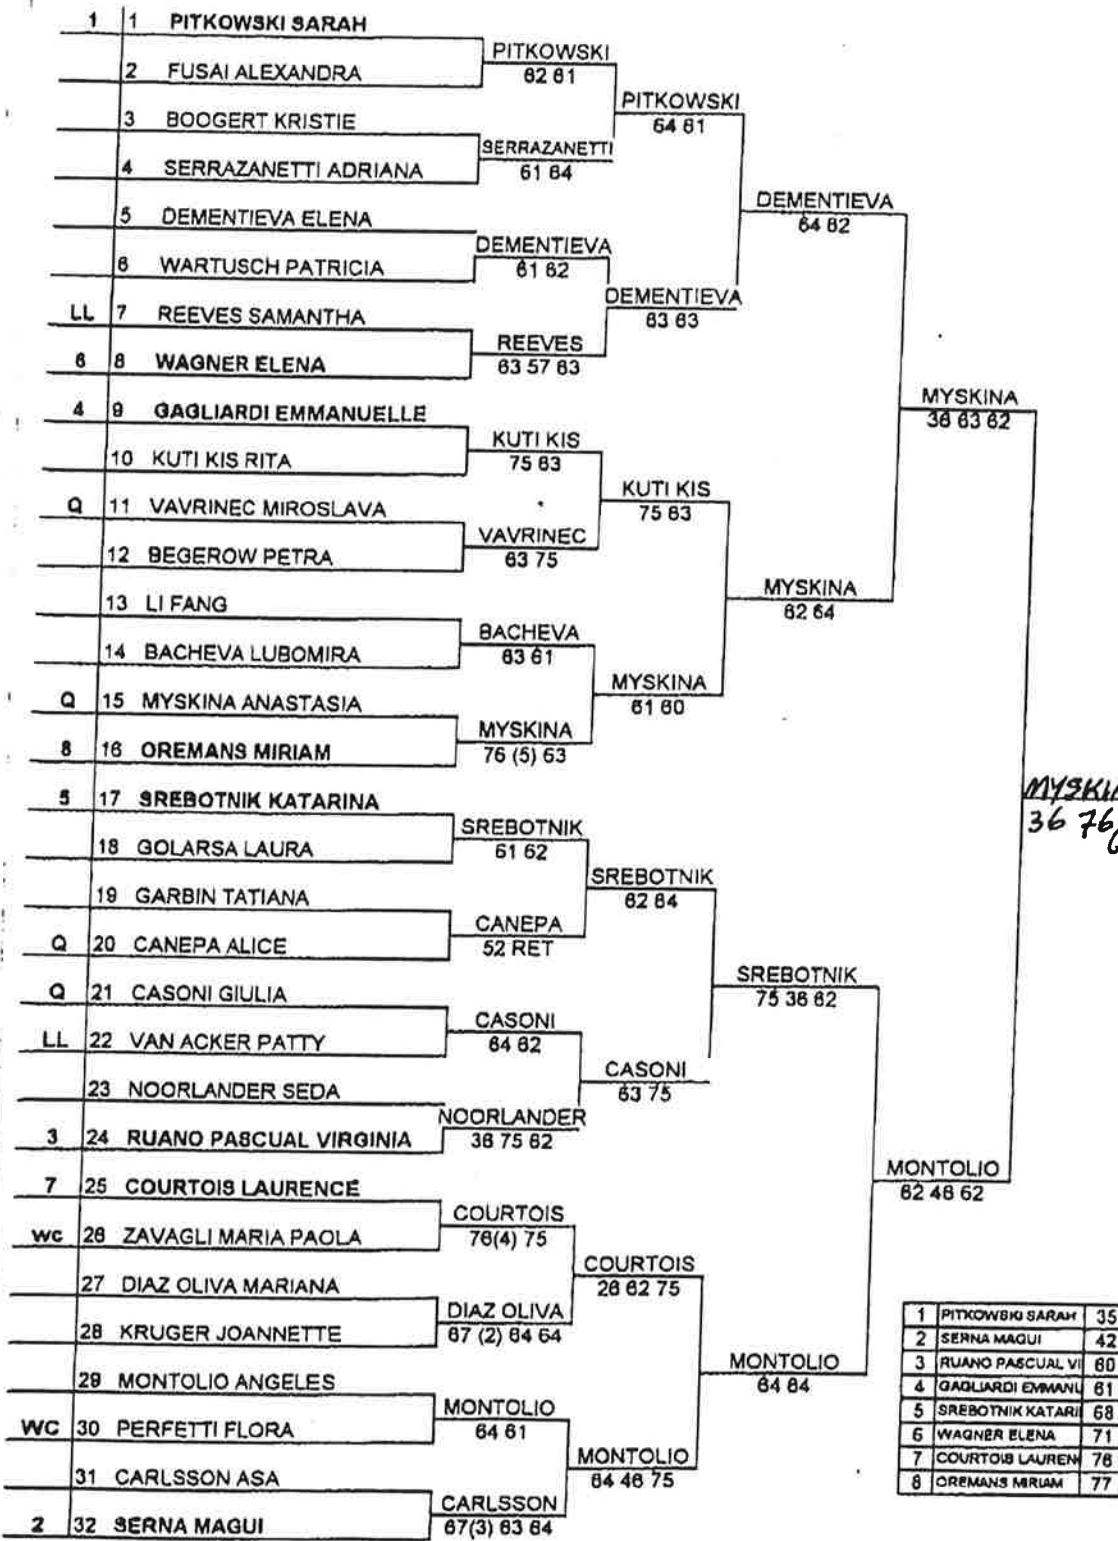 1 1 PITKOWSKI SARAH
2 FUSAI ALEXANDRA
3 BOOGERT KRISTIE
4 SERRAZANETTI ADRIANA
5 DEMENTIEVA ELENA
6 WARTUSCH PATRICIA
LL 7 REEVES SAMANTHA
6 8 WAGNER ELENA
4 9 GAGLIARDI EMMANUELLE
10 KUTI KIS RITA
Q 11 VAVRINEC MIROSLAVA
12 BEGEROW PETRA
13 LI FANG
14 BACHEVA LUBOMIRA
Q 15 MYSKINA ANASTASIA
8 16 OREMANS MIRIAM
5 17 SREBOTNIK KATARINA
18 GOLARSA LAURA
19 GARBIN TATIANA
Q 20 CANEPA ALICE
Q 21 CASONI GIULIA
LL 22 VAN ACKER PATTY
23 NOORLANDER SEDA
3 24 RUANO PASCUAL VIRGINIA
7 25 COURTOIS LAURENCE
wc 26 ZAVAGLI MARIA PAOLA
27 DIAZ OLIVA MARIANA
28 KRUGER JOANNETTE
29 MONTOLIO ANGELES
WC 30 PERFETTI FLORA
31 CARLSSON ASA
2 32 SERNA MAGUI
PITKOWSKI
62 61
SERRAZANETTI
61 64
DEMENTIEVA
61 62
REEVES
63 57 63
KUTI KIS
75 63
VAVRINEC
63 75
BACHEVA
63 61
MYSKINA
76 (5) 63
SREBOTNIK
61 62
CANEPA
52 RET
CASONI
64 62
NOORLANDER
36 75 62
COURTOIS
76(4) 75
DIAZ OLIVA
67 (2) 64 64
MONTOLIO
64 61
CARLSSON
67(3) 63 64
PITKOWSKI
64 61
DEMENTIEVA
63 63
KUTI KIS
75 63
MYSKINA
61 60
SREBOTNIK
62 64
CASONI
63 75
COURTOIS
26 62 75
MONTOLIO
64 46 75
DEMENTIEVA
64 62
MYSKINA
62 64
SREBOTNIK
75 36 62
MONTOLIO
64 64
MYSKINA
36 63 62
MONTOLIO
62 46 62
36 76
1 PITKOWSKI SARAH 35
2 SERNA MAGUI 42
3 RUANO PASCUAL VI 60
4 GAGLIARDI EMMANU 61
5 SREBOTNIK KATARI 68
6 WAGNER ELENA 71
7 COURTOIS LAUREN 76
8 OREMANS MIRIAM 77